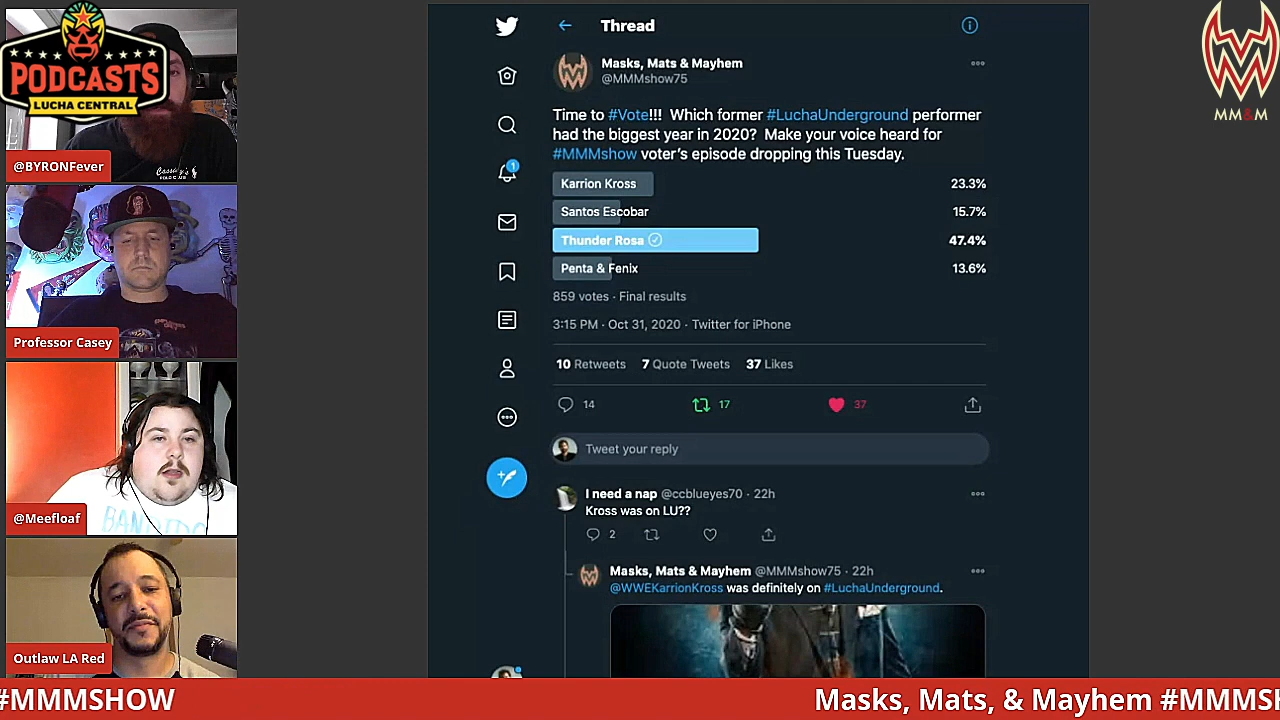 PODCASTS
LUCHA CENTRAL
@BYRONFever
Professor Casey
@Meefloaf
BANDIDO
Outlaw LA Red
MM&M
Thread
Masks, Mats & Mayhem
@MMMshow75
Time to #Vote!!!  Which former #LuchaUnderground performer
had the biggest year in 2020?  Make your voice heard for
#MMMshow voter's episode dropping this Tuesday.
Karrion Kross 23.3%
Santos Escobar 15.7%
Thunder Rosa 47.4%
Penta & Fenix 13.6%
859 votes · Final results
3:15 PM · Oct 31, 2020 · Twitter for iPhone
10 Retweets 7 Quote Tweets 37 Likes
14 17 37
Tweet your reply
I need a nap @ccblueyes70 · 22h
Kross was on LU??
2
Masks, Mats & Mayhem @MMMshow75 · 22h
@WWEKarrionKross was definitely on #LuchaUnderground.
1
#MMMSHOW
Masks, Mats, & Mayhem #MMMSH